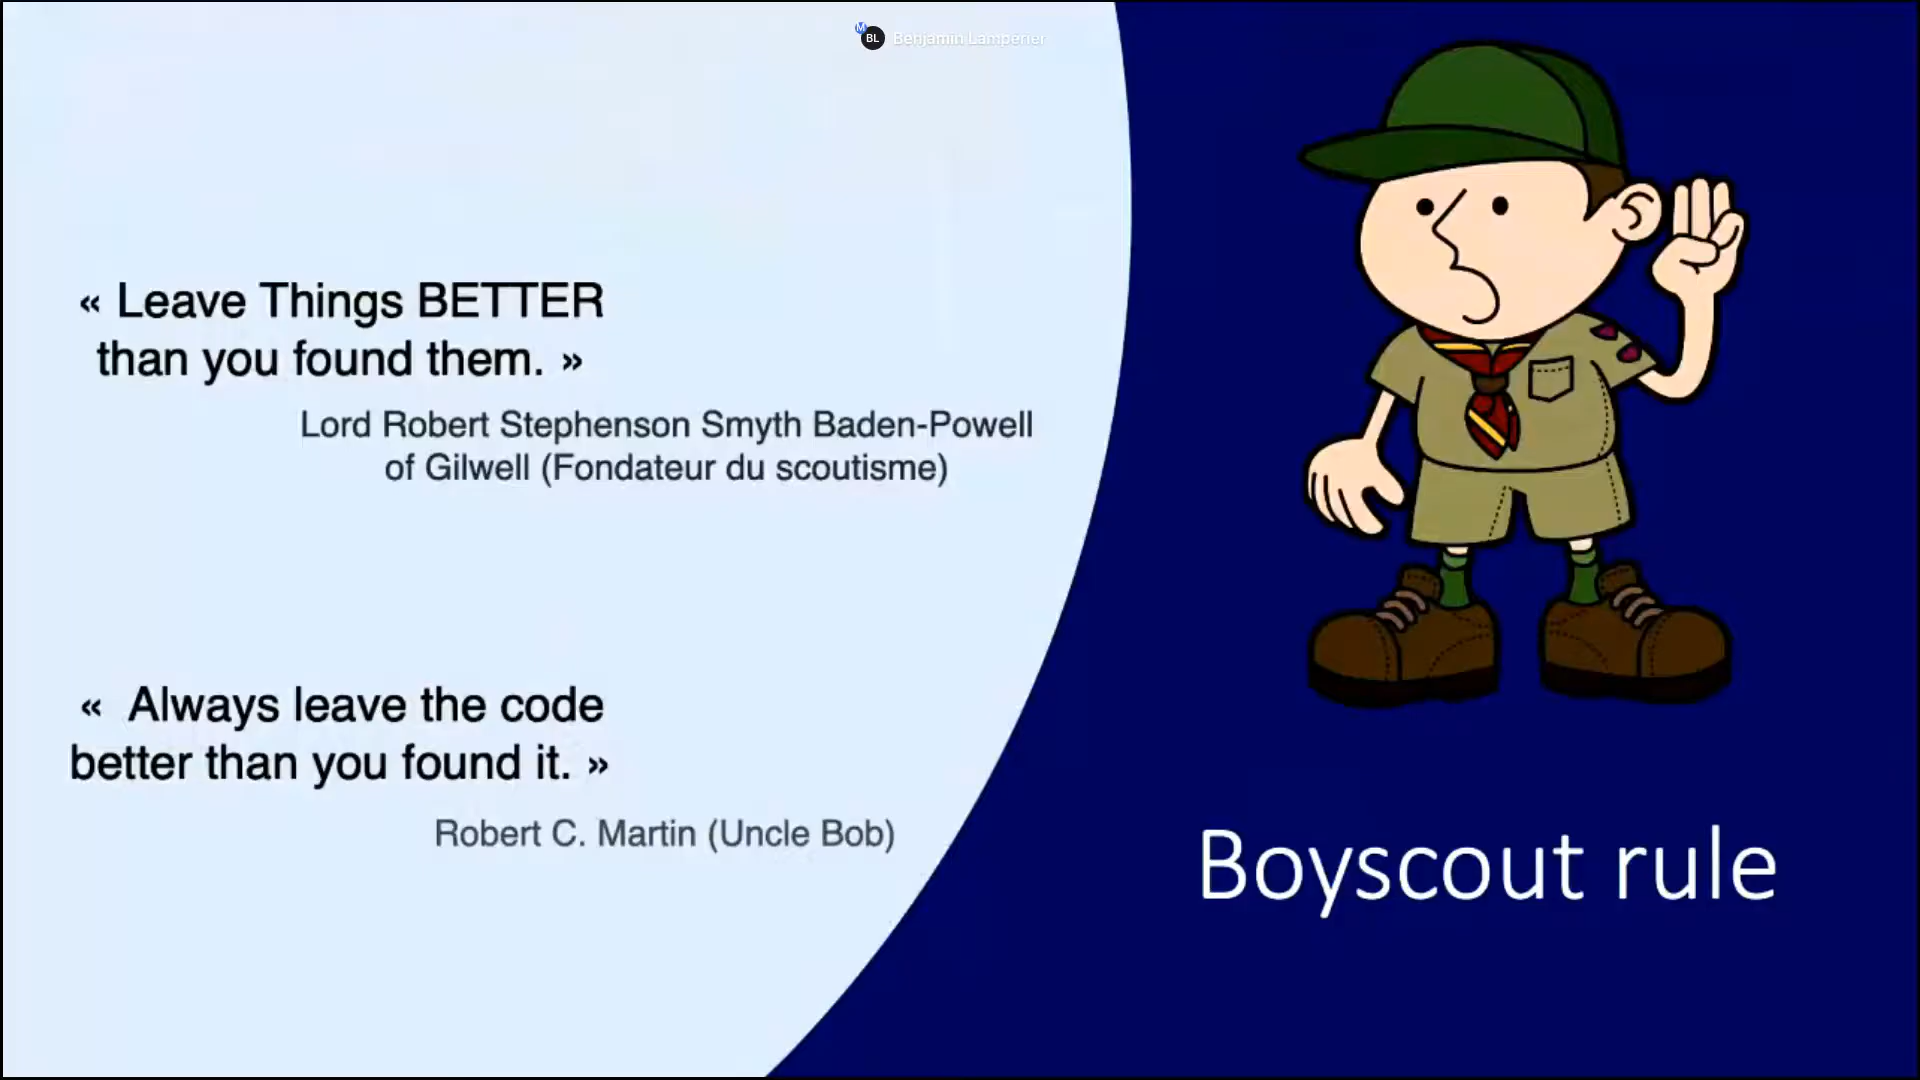 M
BL Benjamin Lampérier
« Leave Things BETTER
than you found them. »
Lord Robert Stephenson Smyth Baden-Powell
of Gilwell (Fondateur du scoutisme)
« Always leave the code
better than you found it. »
Robert C. Martin (Uncle Bob)
Boyscout rule